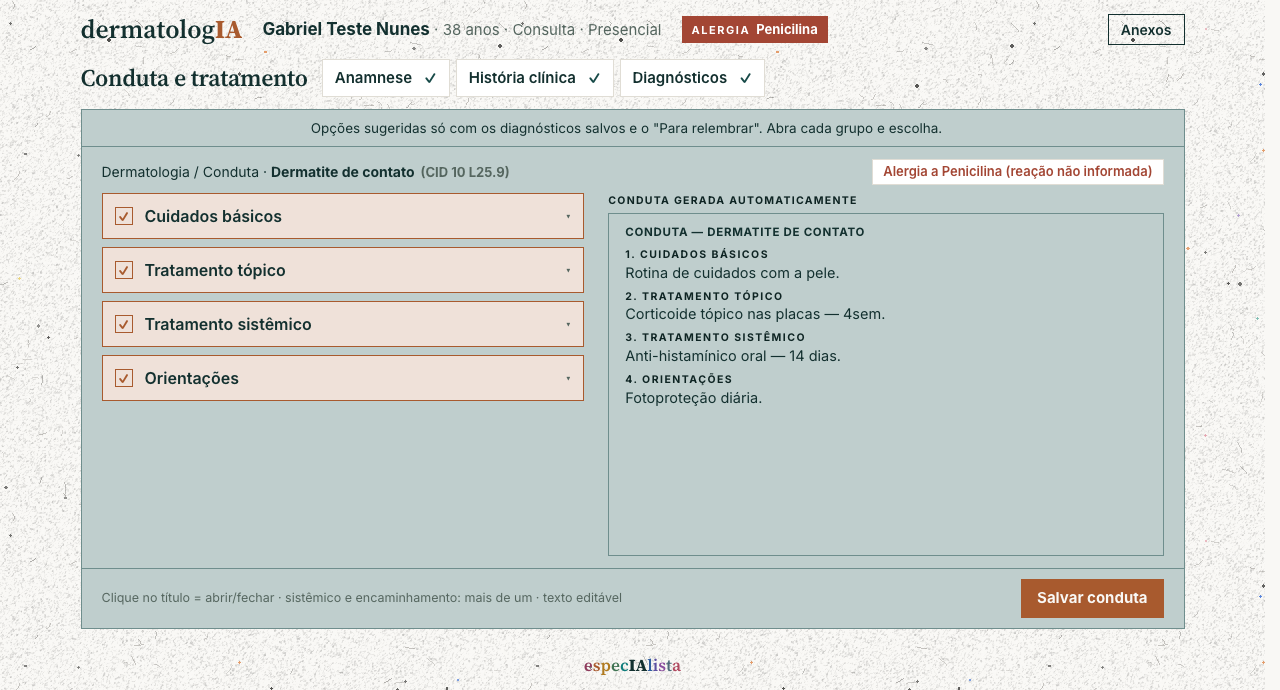 dermatologIA Gabriel Teste Nunes · 38 anos · Consulta · Presencial ALERGIA Penicilina Anexos
Conduta e tratamento Anamnese ✓ História clínica ✓ Diagnósticos ✓
Opções sugeridas só com os diagnósticos salvos e o "Para relembrar". Abra cada grupo e escolha.
Dermatologia / Conduta · Dermatite de contato (CID 10 L25.9)
Alergia a Penicilina (reação não informada)
Cuidados básicos
Tratamento tópico
Tratamento sistêmico
Orientações
CONDUTA GERADA AUTOMATICAMENTE
CONDUTA — DERMATITE DE CONTATO
1. CUIDADOS BÁSICOS
Rotina de cuidados com a pele.
2. TRATAMENTO TÓPICO
Corticoide tópico nas placas — 4sem.
3. TRATAMENTO SISTÊMICO
Anti-histamínico oral — 14 dias.
4. ORIENTAÇÕES
Fotoproteção diária.
Clique no título = abrir/fechar · sistêmico e encaminhamento: mais de um · texto editável
Salvar conduta
especIAlista